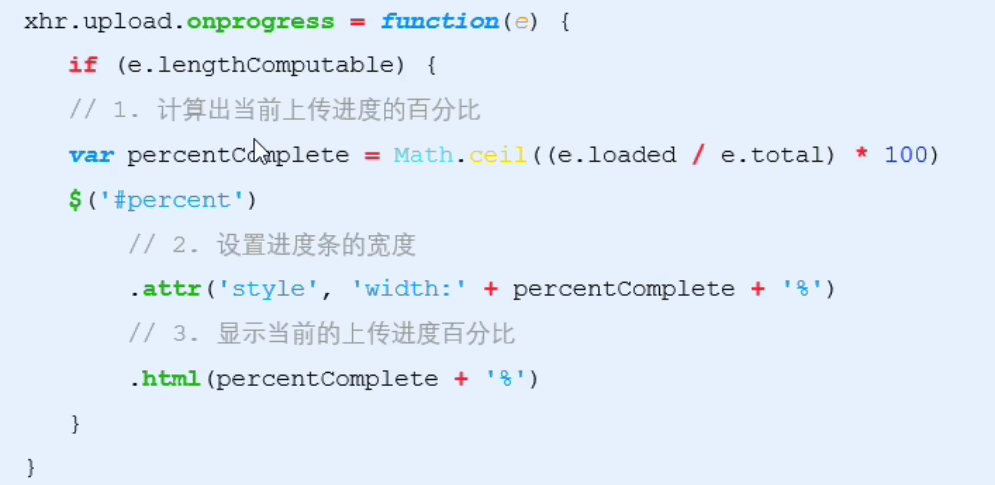 xhr.upload.onprogress = function(e) {
if (e.lengthComputable) {
// 1. 计算出当前上传进度的百分比
var percentComplete = Math.ceil((e.loaded / e.total) * 100)
$('#percent')
// 2. 设置进度条的宽度
.attr('style', 'width:' + percentComplete + '%')
// 3. 显示当前的上传进度百分比
.html(percentComplete + '%')
}
}